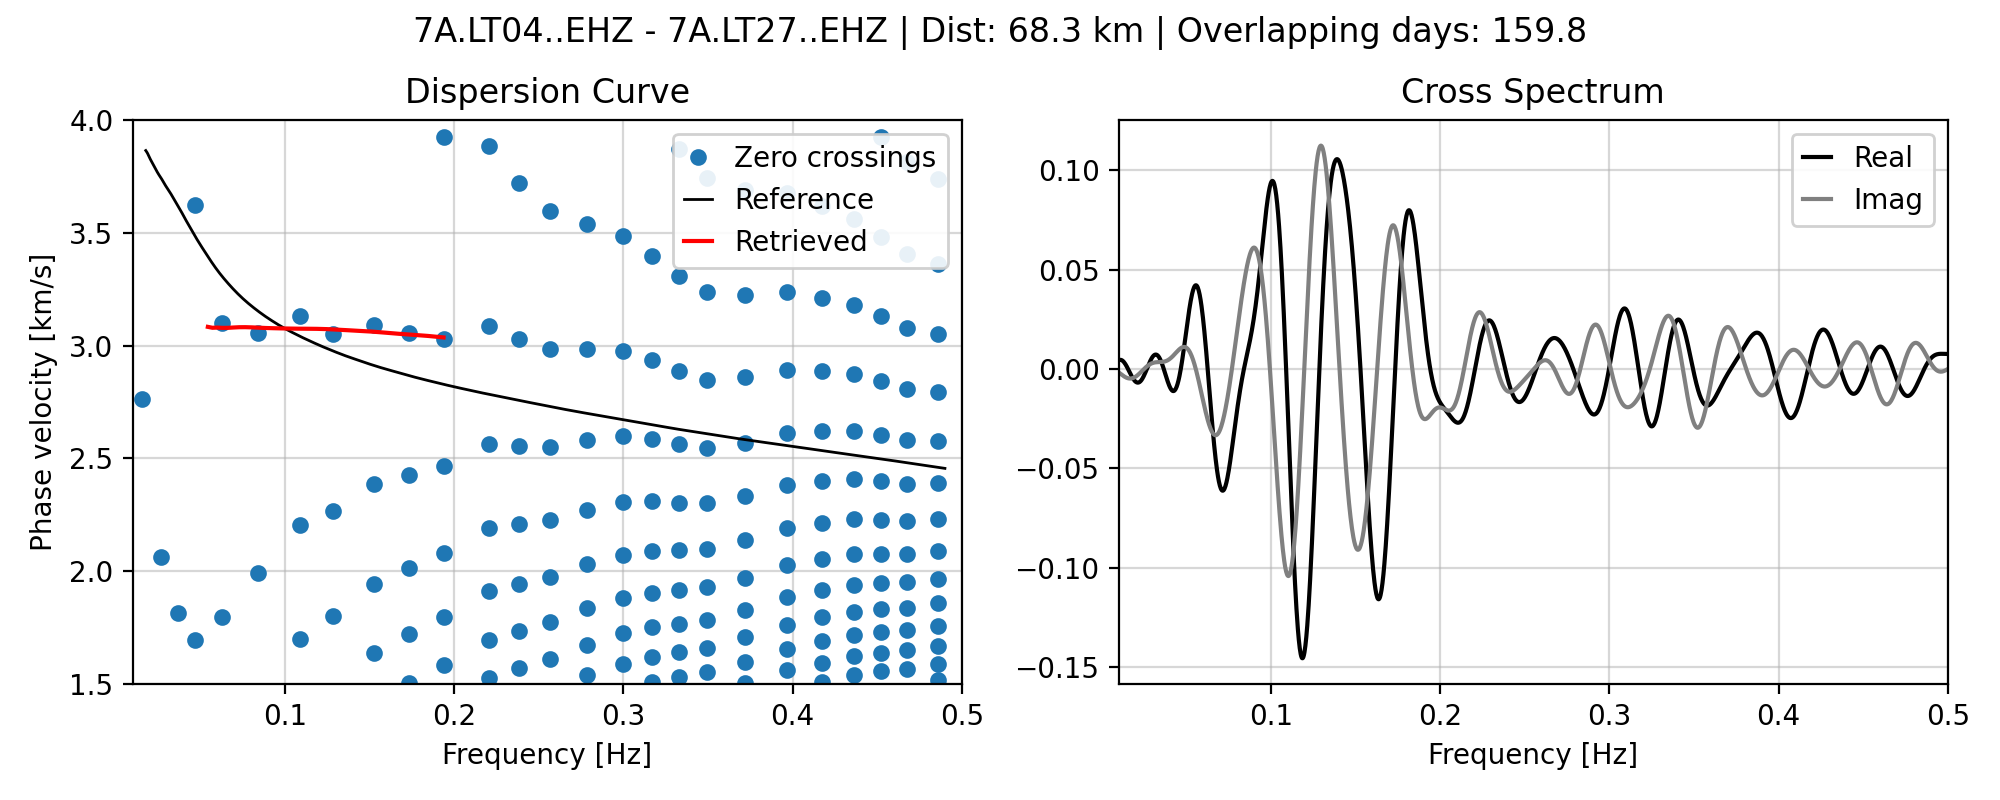 7A.LT04..EHZ - 7A.LT27..EHZ | Dist: 68.3 km | Overlapping days: 159.8
Dispersion Curve
Phase velocity [km/s]
4.0
3.5
3.0
2.5
2.0
1.5
Zero crossings
Reference
Retrieved
0.1 0.2 0.3 0.4 0.5
Frequency [Hz]
Cross Spectrum
0.10
0.05
0.00
−0.05
−0.10
−0.15
Real
Imag
0.1 0.2 0.3 0.4 0.5
Frequency [Hz]